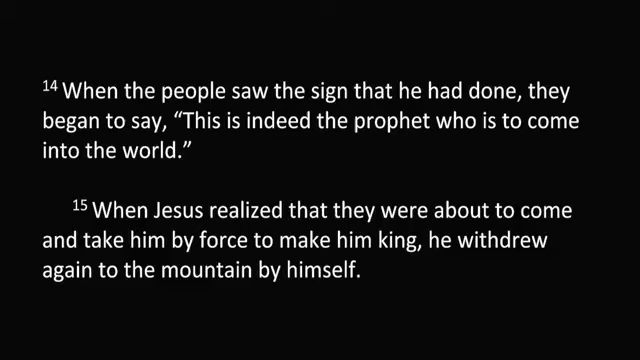 14 When the people saw the sign that he had done, they
began to say, “This is indeed the prophet who is to come
into the world.”
15 When Jesus realized that they were about to come
and take him by force to make him king, he withdrew
again to the mountain by himself.